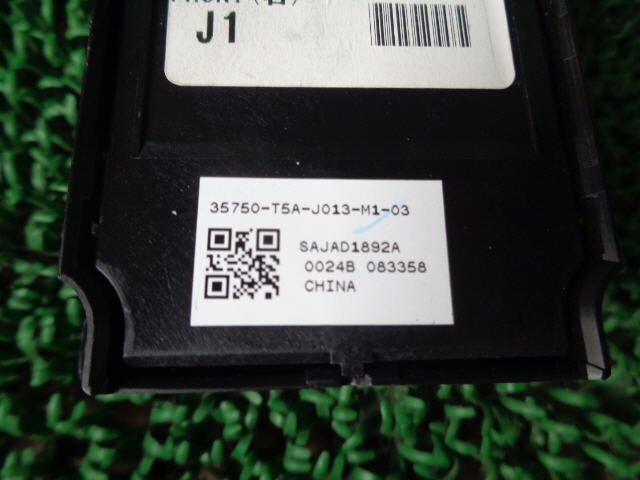 J1
35750-T5A-J013-M1-03
SAJAD1892A
0024B 083358
CHINA